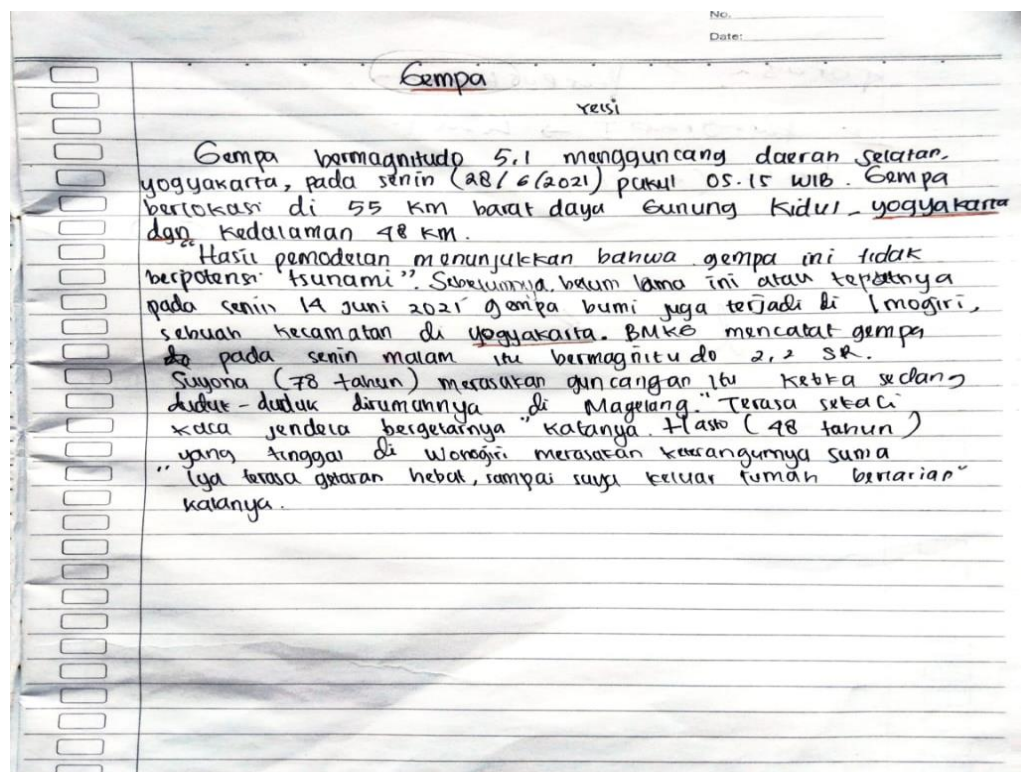 No.
Date:
Gempa
Gempa bermagnitudo 5,1 mengguncang daerah selatan,
yogyakarta, pada senin (28/6/2021) pukul 05.15 WIB. Gempa
berlokasi di 55 KM barat daya Gunung Kidul, yogyakarta
dgn kedalaman 48 KM.
"Hasil pemodelan menunjukkan bahwa gempa ini tidak
berpotensi tsunami". Sebelumnya, belum lama ini atau tepatnya
pada senin 14 Juni 2021 gempa bumi juga terjadi di Imogiri,
sebuah kecamatan di yogyakarta. BMKG mencatat gempa
pada senin malam itu bermagnitudo 2,2 SR.
Suyona (78 tahun) merasakan guncangan itu ketika sedang
duduk-duduk dirumahnya di Magelang. "Terasa sekali
kaca jendela bergetarnya" katanya. Hasto (48 tahun)
yang tinggal di Wonogiri merasakan sama
"Iya terasa getaran hebat, sampai saya keluar rumah berlarian"
katanya.